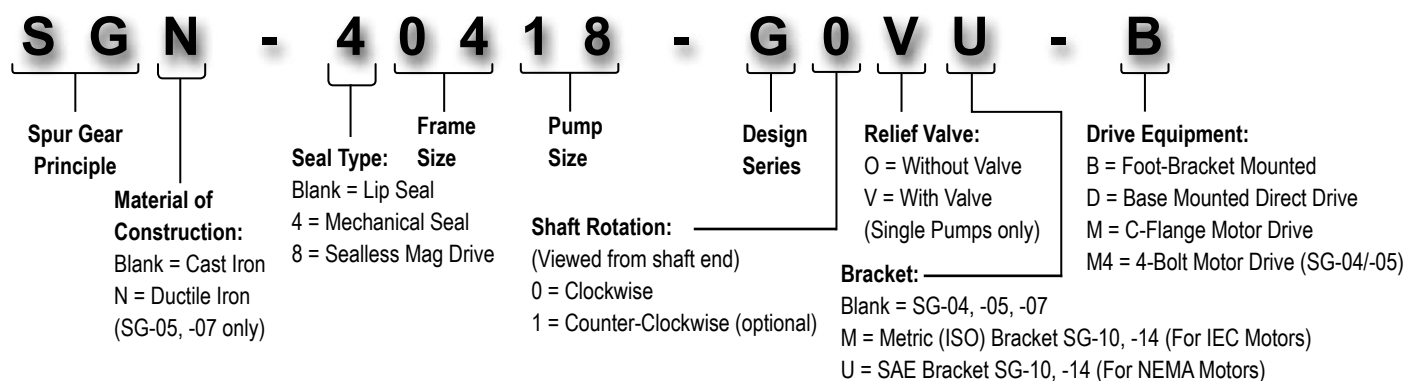 S G N - 4 0 4 1 8 - G 0 V U - B
Spur Gear
Principle
Material of
Construction:
Blank = Cast Iron
N = Ductile Iron
(SG-05, -07 only)
Seal Type:
Blank = Lip Seal
4 = Mechanical Seal
8 = Sealless Mag Drive
Frame
Size
Pump
Size
Design
Series
Shaft Rotation:
(Viewed from shaft end)
0 = Clockwise
1 = Counter-Clockwise (optional)
Relief Valve:
O = Without Valve
V = With Valve
(Single Pumps only)
Bracket:
Blank = SG-04, -05, -07
M = Metric (ISO) Bracket SG-10, -14 (For IEC Motors)
U = SAE Bracket SG-10, -14 (For NEMA Motors)
Drive Equipment:
B = Foot-Bracket Mounted
D = Base Mounted Direct Drive
M = C-Flange Motor Drive
M4 = 4-Bolt Motor Drive (SG-04/-05)